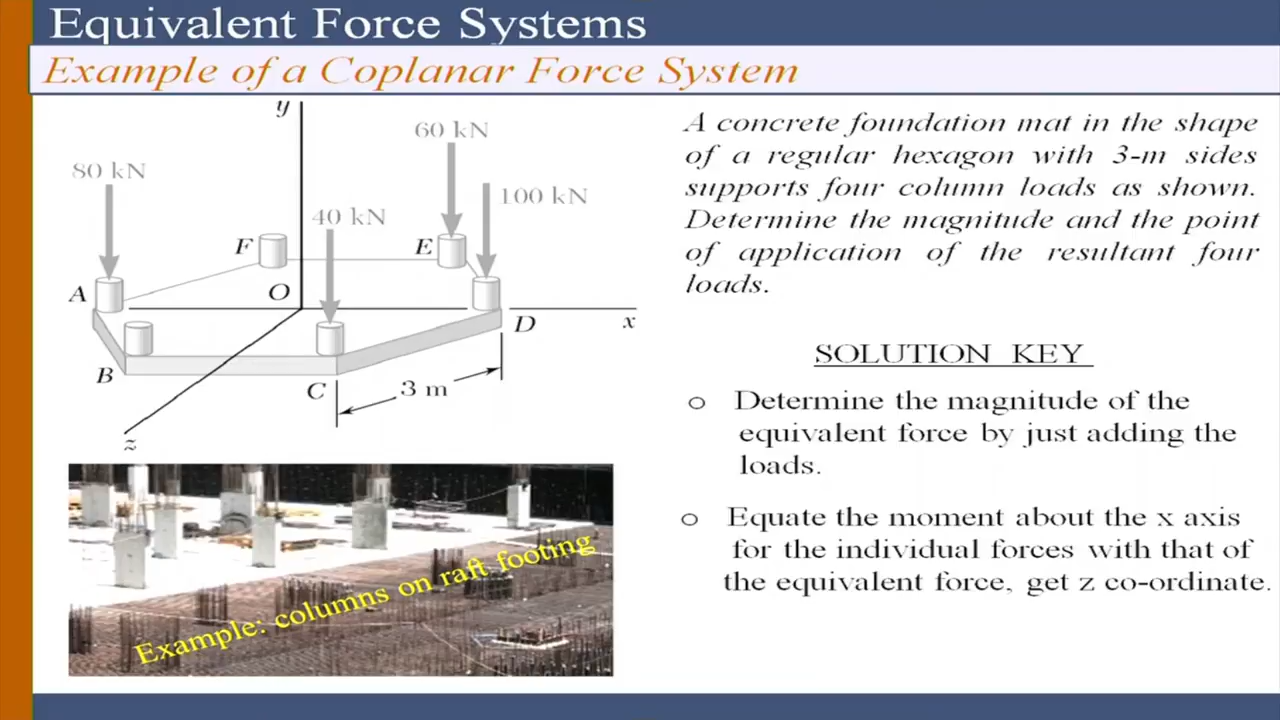 Equivalent Force Systems
Example of a Coplanar Force System
y
60 kN
80 kN
100 kN
40 kN
F
E
A
O
D
x
B
C
3 m
z
Example: columns on raft footing
A concrete foundation mat in the shape
of a regular hexagon with 3-m sides
supports four column loads as shown.
Determine the magnitude and the point
of application of the resultant four
loads.
SOLUTION KEY
o Determine the magnitude of the
equivalent force by just adding the
loads.
o Equate the moment about the x axis
for the individual forces with that of
the equivalent force, get z co-ordinate.